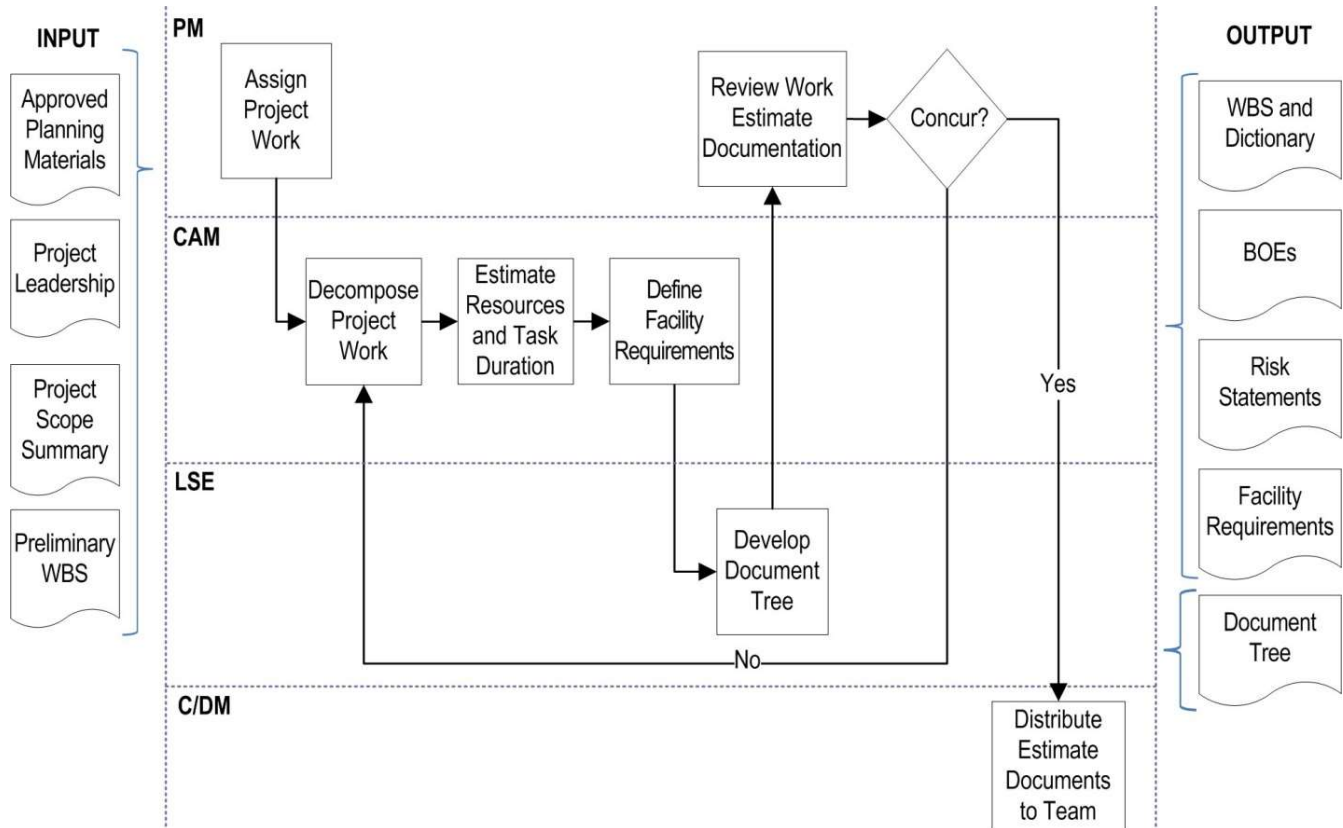 INPUT
Approved
Planning
Materials
Project
Leadership
Project
Scope
Summary
Preliminary
WBS
PM
Assign
Project
Work
Review Work
Estimate
Documentation
Concur?
CAM
Decompose
Project
Work
Estimate
Resources
and Task
Duration
Define
Facility
Requirements
Yes
LSE
Develop
Document
Tree
No
C/DM
Distribute
Estimate
Documents
to Team
OUTPUT
WBS and
Dictionary
BOEs
Risk
Statements
Facility
Requirements
Document
Tree